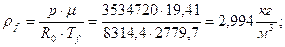 ρ_г = (p · μ) / (R_0 · T_г) = (3534720 · 19,41) / (8314,4 · 2779,7) = 2,994 кг/м³;